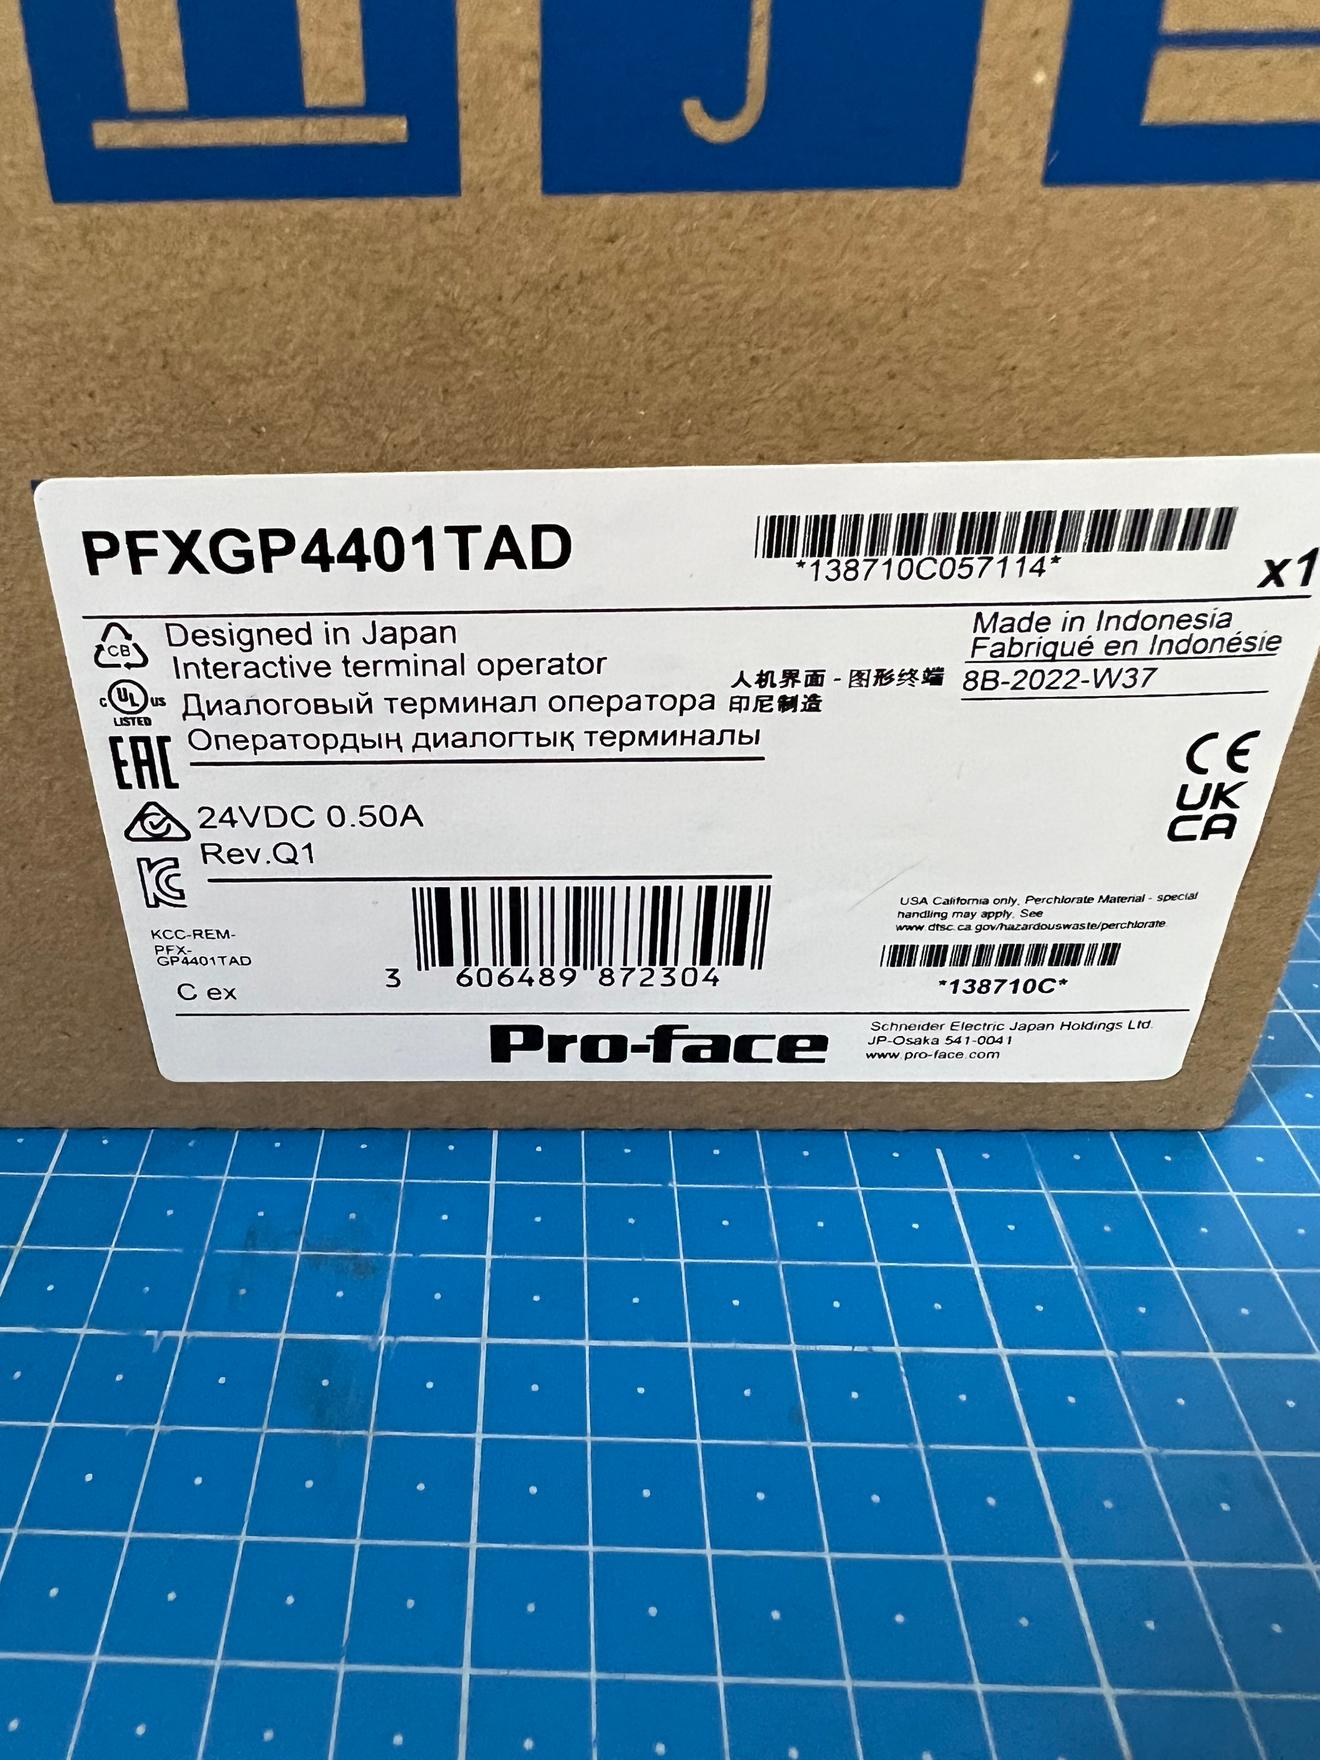 PFXGP4401TAD
*138710C057114*
x1
CB
Designed in Japan
Interactive terminal operator
Made in Indonesia
Fabriqué en Indonésie
8B-2022-W37
C UL US
LISTED
Диалоговый терминал оператора
人机界面 - 图形终端
印尼制造
EAC
Оператордың диалогтық терминалы
CE
UK
CA
24VDC 0.50A
Rev.Q1
KC
KCC-REM-
PFX-
GP4401TAD
C ex
3 606489 872304
USA California only. Perchlorate Material - special
handling may apply. See
www.dtsc.ca.gov/hazardouswaste/perchlorate
*138710C*
Pro-face
Schneider Electric Japan Holdings Ltd.
JP-Osaka 541-0041
www.pro-face.com